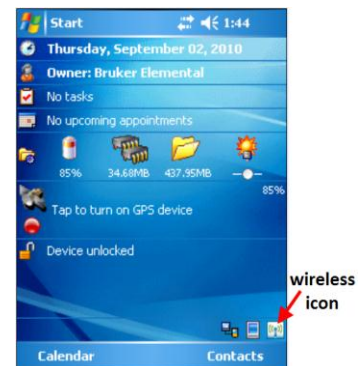 Start 1:44
Thursday, September 02, 2010
Owner: Bruker Elemental
No tasks
No upcoming appointments
85% 34.68MB 437.95MB
85%
Tap to turn on GPS device
Device unlocked
wireless
icon
Calendar Contacts